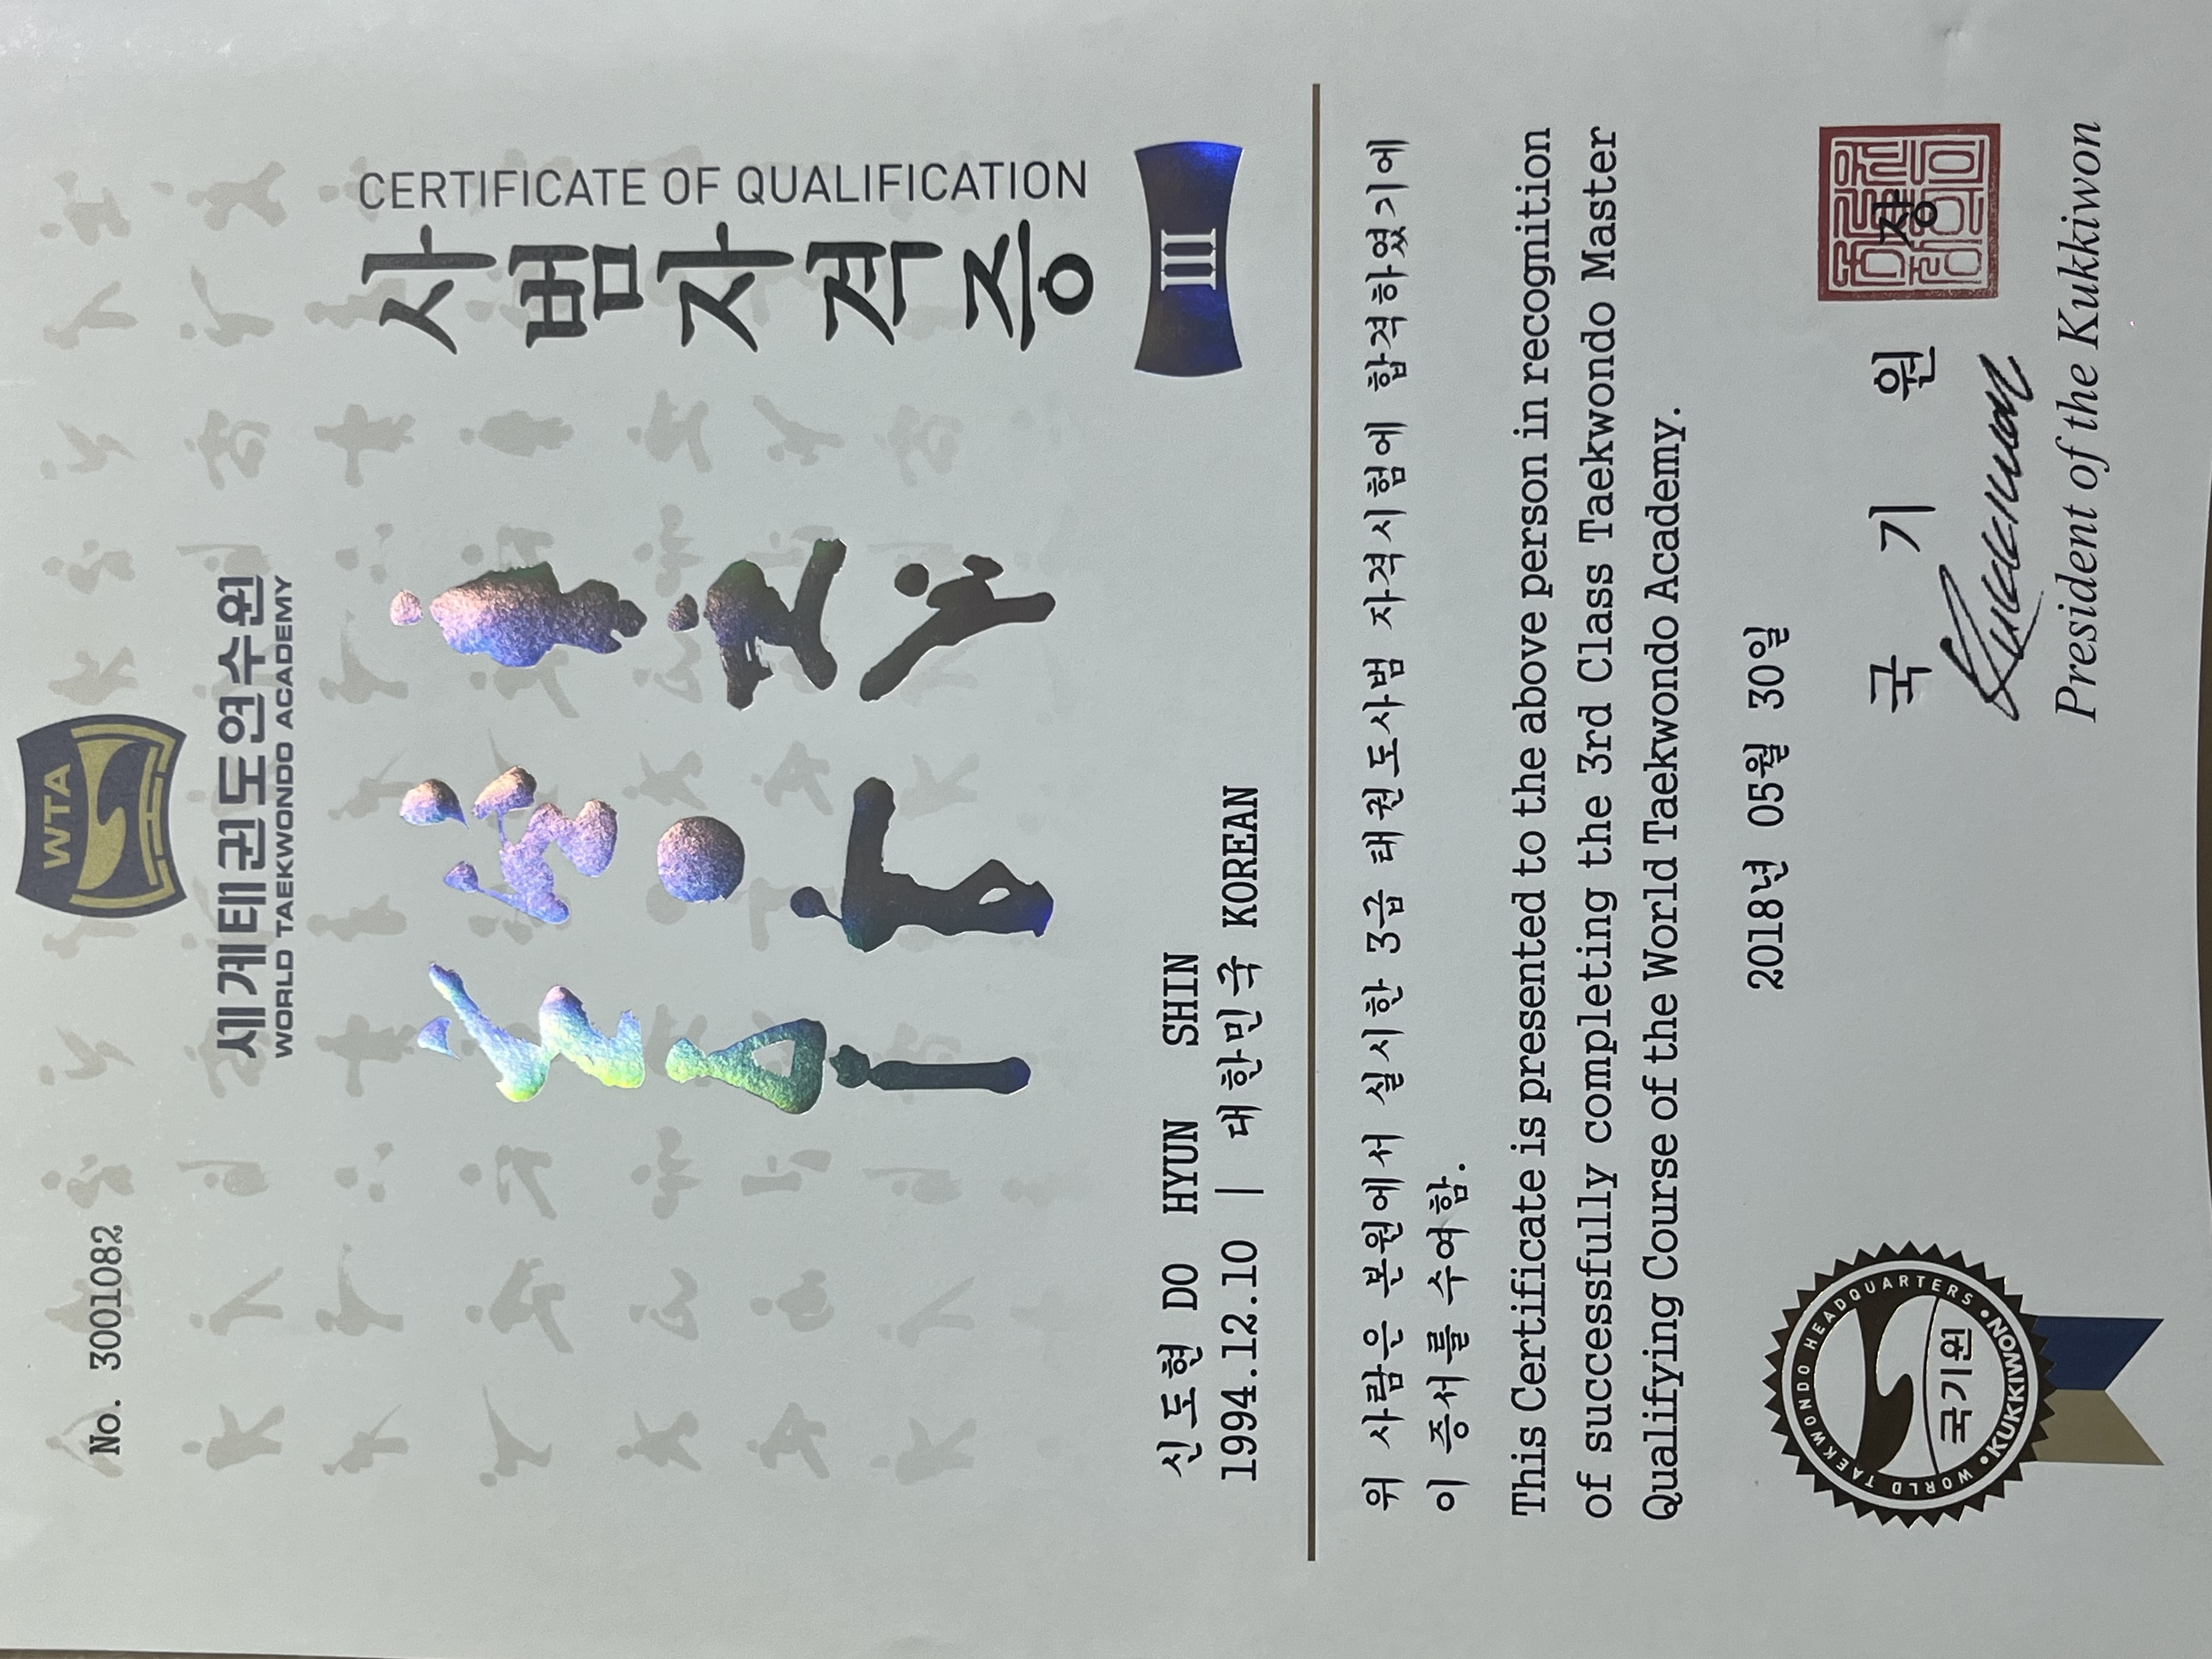 No. 3001082
WTA
세계태권도연수원
WORLD TAEKWONDO ACADEMY
사범자격증
CERTIFICATE OF QUALIFICATION
III
신도현 DO HYUN SHIN
1994.12.10 | 대한민국 KOREAN
위 사람은 본원에서 실시한 3급 태권도사범 자격시험에 합격하였기에
이 증서를 수여함.
This Certificate is presented to the above person in recognition
of successfully completing the 3rd Class Taekwondo Master
Qualifying Course of the World Taekwondo Academy.
2018년 05월 30일
국 기 원 장
President of the Kukkiwon
WORLD TAEKWONDO HEADQUARTERS
국기원
KUKKIWON